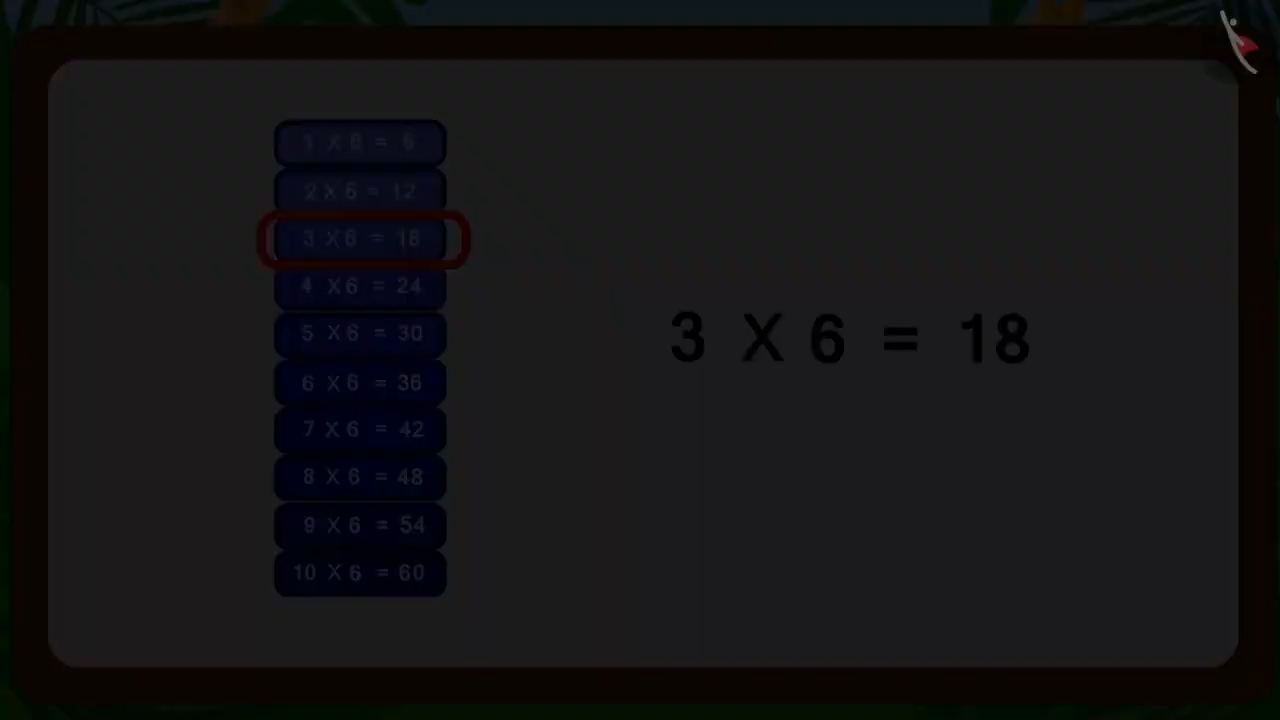 1 X 6 = 6
2 X 6 = 12
3 X 6 = 18
4 X 6 = 24
5 X 6 = 30
6 X 6 = 36
7 X 6 = 42
8 X 6 = 48
9 X 6 = 54
10 X 6 = 60
3 X 6 = 18